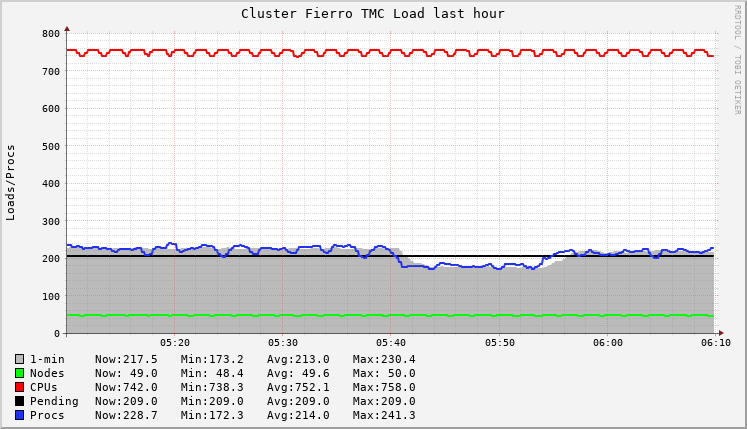 Cluster Fierro TMC Load last hour
RRDTOOL / TOBI OETIKER
Loads/Procs
800
700
600
500
400
300
200
100
0
05:20 05:30 05:40 05:50 06:00 06:10
1-min Now:217.5 Min:173.2 Avg:213.0 Max:230.4
Nodes Now: 49.0 Min: 48.4 Avg: 49.6 Max: 50.0
CPUs Now:742.0 Min:738.3 Avg:752.1 Max:758.0
Pending Now:209.0 Min:209.0 Avg:209.0 Max:209.0
Procs Now:228.7 Min:172.3 Avg:214.0 Max:241.3